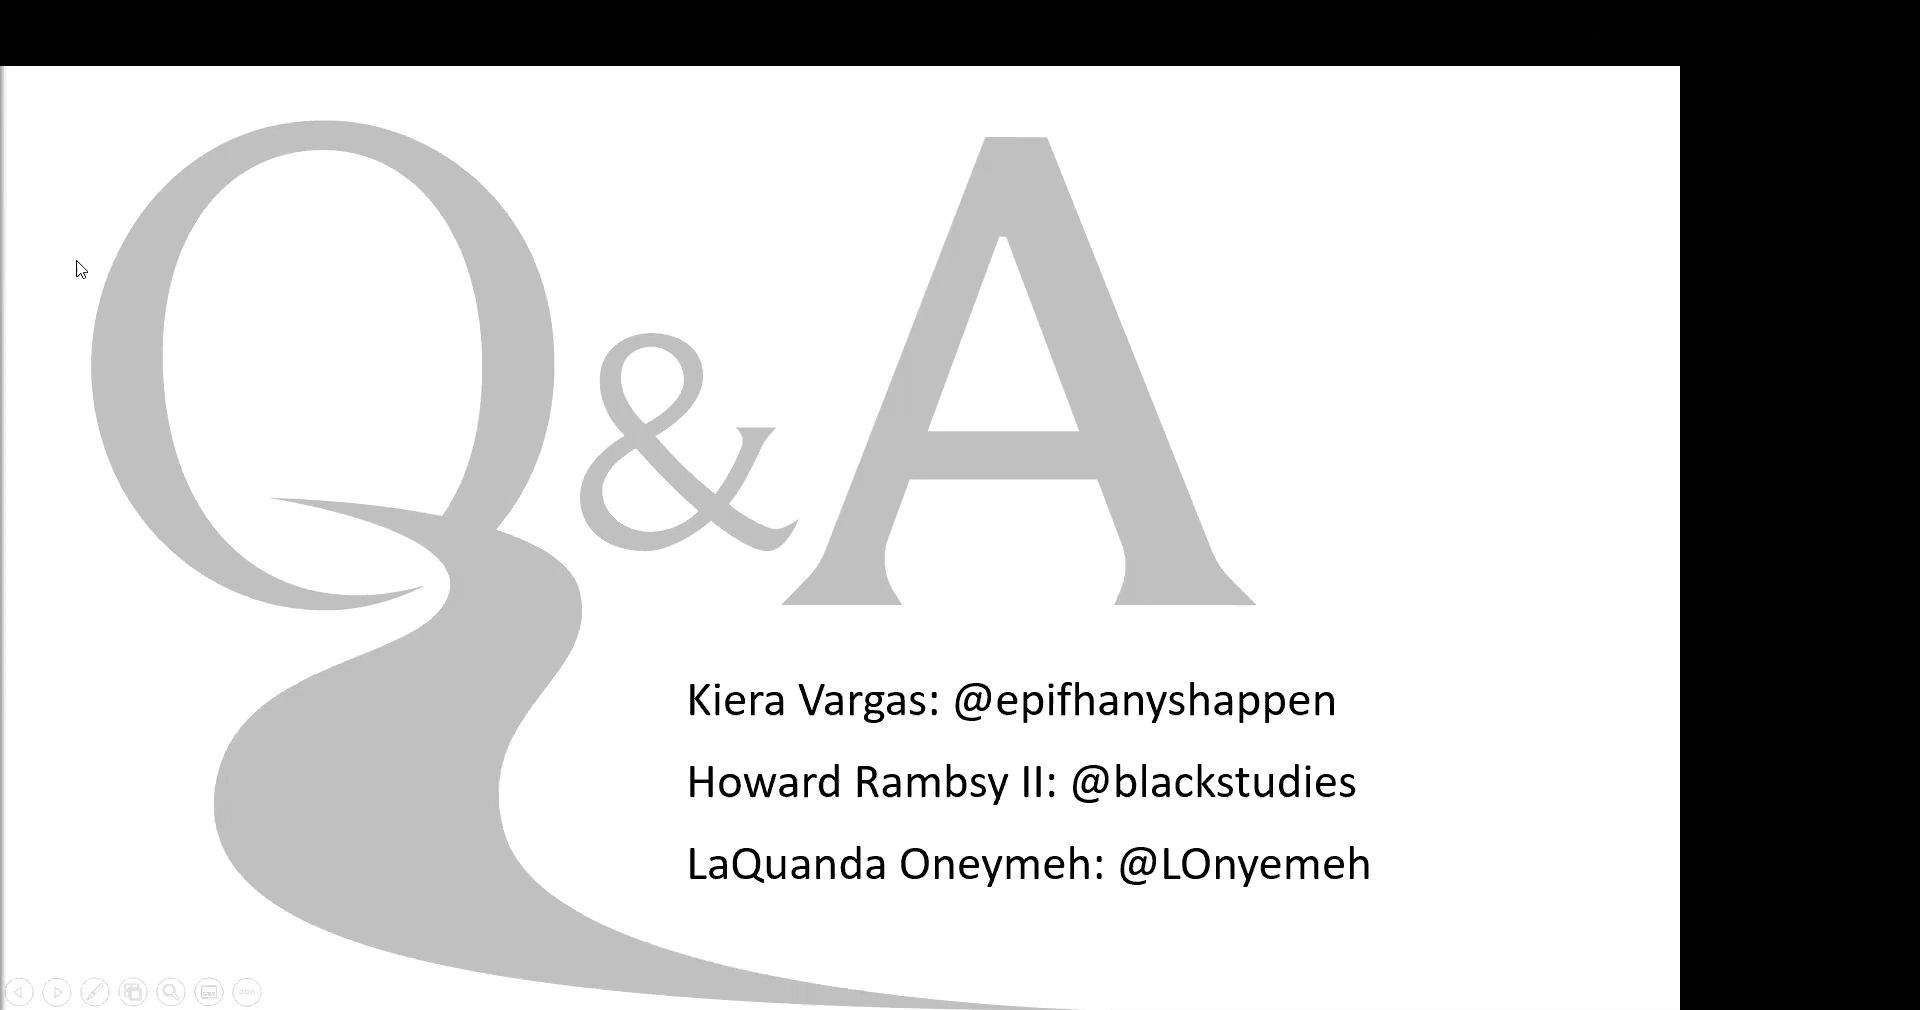 Q&A
Kiera Vargas: @epifhanyshappen
Howard Rambsy II: @blackstudies
LaQuanda Oneymeh: @LOnyemeh